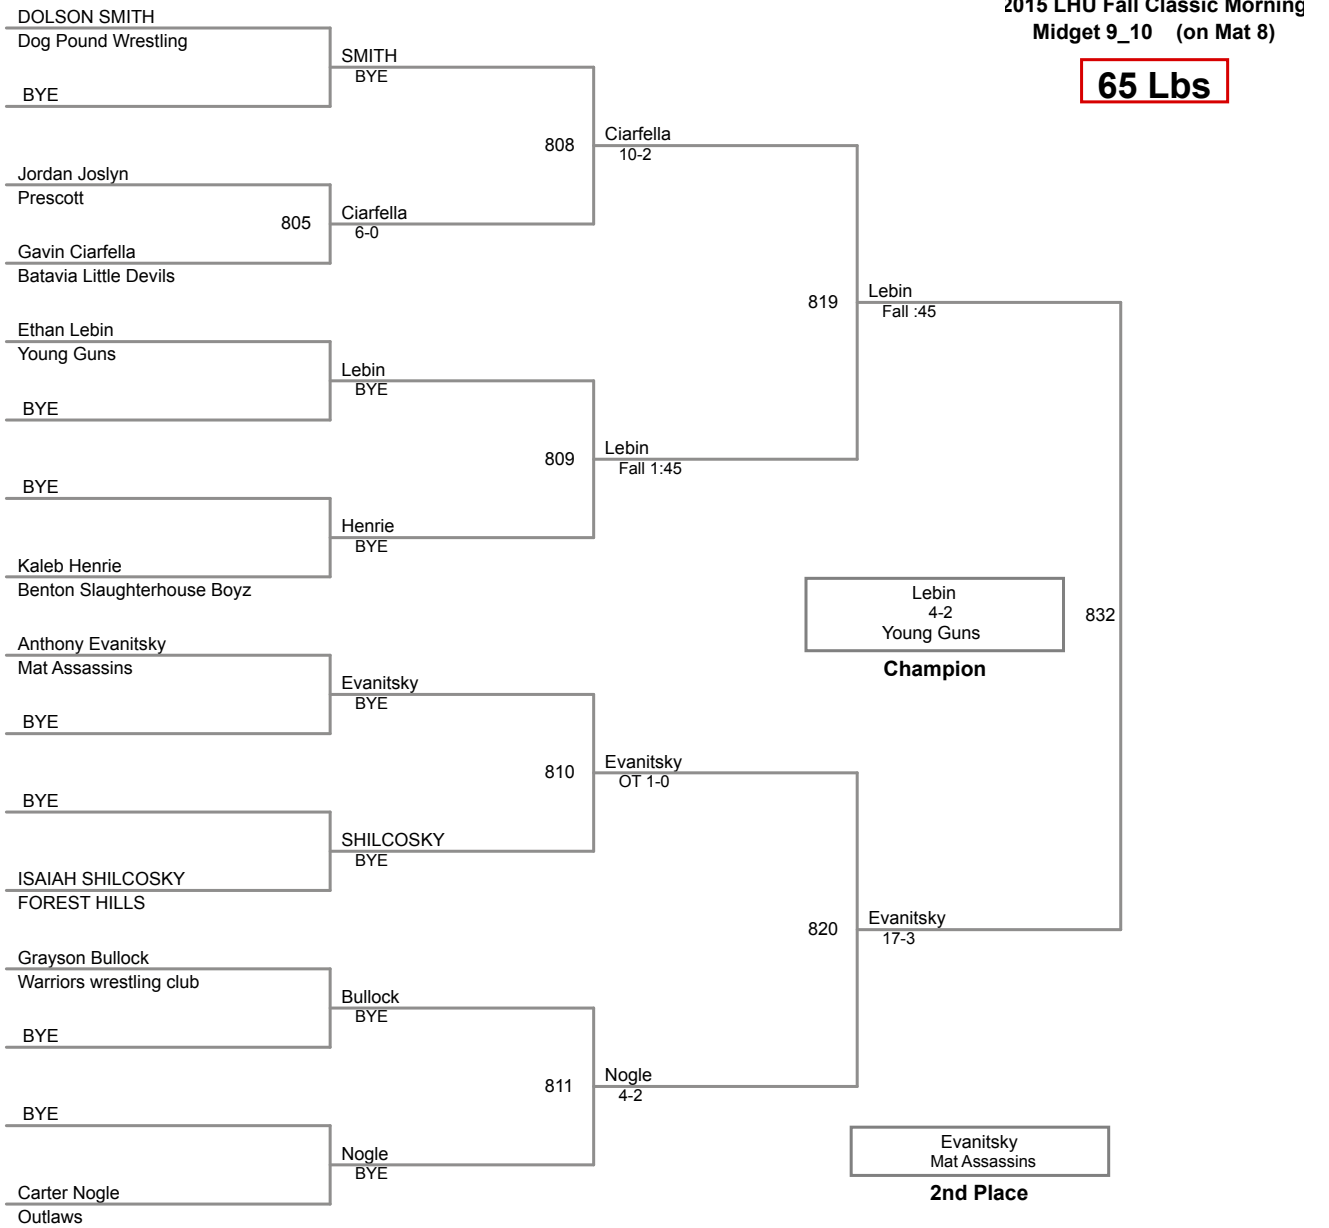 2015 LHU Fall Classic Morning
Midget 9_10 (on Mat 8)
65 Lbs
DOLSON SMITH
Dog Pound Wrestling
BYE
Jordan Joslyn
Prescott
805
Gavin Ciarfella
Batavia Little Devils
Ethan Lebin
Young Guns
BYE
BYE
Kaleb Henrie
Benton Slaughterhouse Boyz
Anthony Evanitsky
Mat Assassins
BYE
BYE
ISAIAH SHILCOSKY
FOREST HILLS
Grayson Bullock
Warriors wrestling club
BYE
BYE
Carter Nogle
Outlaws
SMITH
BYE
808
Ciarfella
6-0
Lebin
BYE
809
Henrie
BYE
Evanitsky
BYE
810
SHILCOSKY
BYE
Bullock
BYE
811
Nogle
BYE
Ciarfella
10-2
819
Lebin
Fall 1:45
Evanitsky
OT 1-0
820
Nogle
4-2
Lebin
Fall :45
832
Evanitsky
17-3
Lebin
4-2
Young Guns
Champion
Evanitsky
Mat Assassins
2nd Place